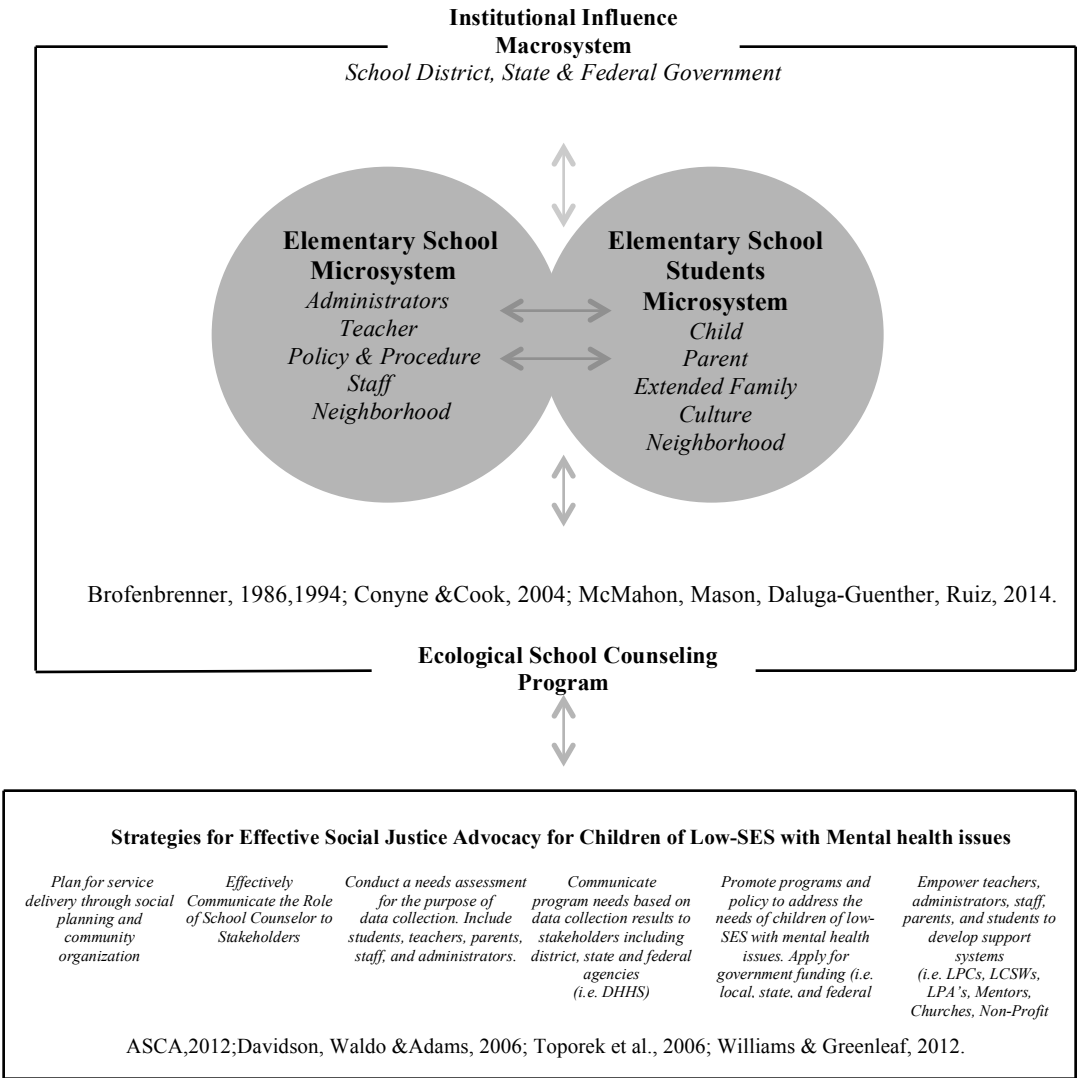 Institutional Influence
Macrosystem
School District, State & Federal Government
Elementary School
Microsystem
Administrators
Teacher
Policy & Procedure
Staff
Neighborhood
Elementary School
Students
Microsystem
Child
Parent
Extended Family
Culture
Neighborhood
Brofenbrenner, 1986,1994; Conyne &Cook, 2004; McMahon, Mason, Daluga-Guenther, Ruiz, 2014.
Ecological School Counseling
Program
Strategies for Effective Social Justice Advocacy for Children of Low-SES with Mental health issues
Plan for service
delivery through social
planning and
community
organization
Effectively
Communicate the Role
of School Counselor to
Stakeholders
Conduct a needs assessment
for the purpose of
data collection. Include
students, teachers, parents,
staff, and administrators.
Communicate
program needs based on
data collection results to
stakeholders including
district, state and federal
agencies
(i.e. DHHS)
Promote programs and
policy to address the
needs of children of low-
SES with mental health
issues. Apply for
government funding (i.e.
local, state, and federal
Empower teachers,
administrators, staff,
parents, and students to
develop support
systems
(i.e. LPCs, LCSWs,
LPA's, Mentors,
Churches, Non-Profit
ASCA,2012;Davidson, Waldo &Adams, 2006; Toporek et al., 2006; Williams & Greenleaf, 2012.